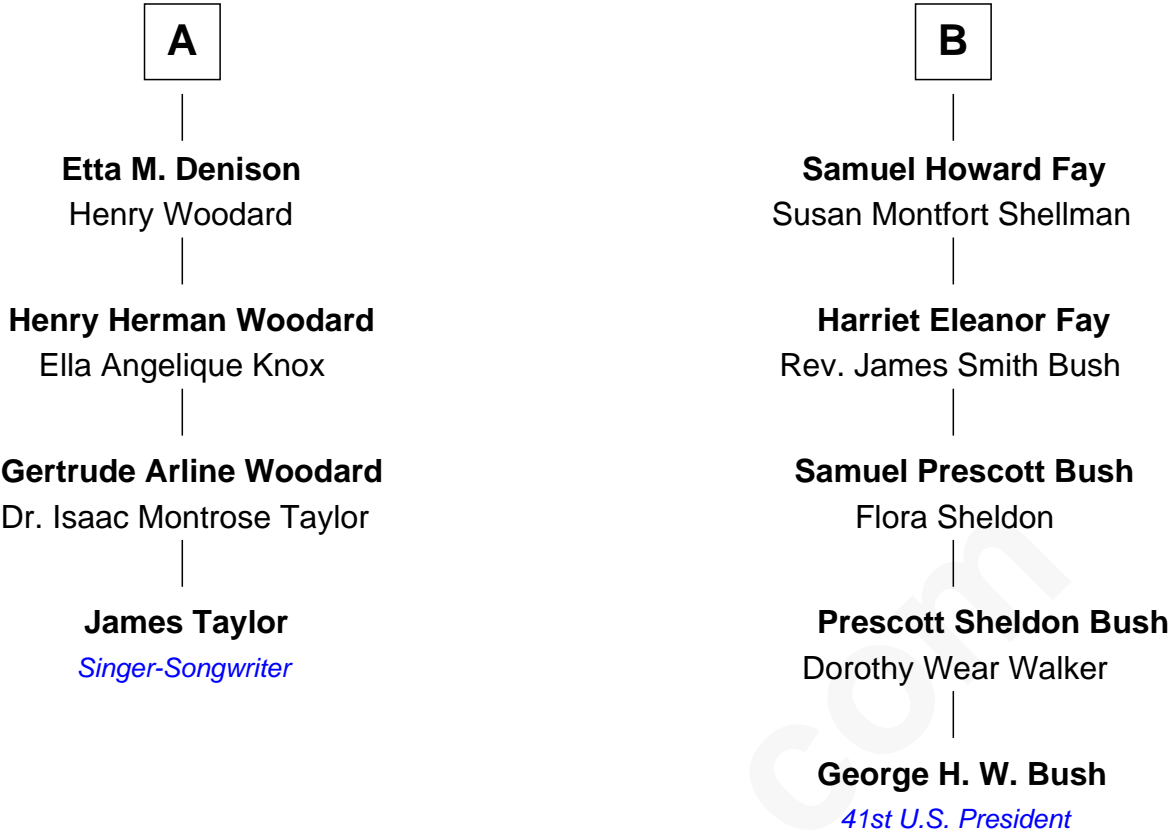 A
Etta M. Denison
Henry Woodard
Henry Herman Woodard
Ella Angelique Knox
Gertrude Arline Woodard
Dr. Isaac Montrose Taylor
James Taylor
Singer-Songwriter
B
Samuel Howard Fay
Susan Montfort Shellman
Harriet Eleanor Fay
Rev. James Smith Bush
Samuel Prescott Bush
Flora Sheldon
Prescott Sheldon Bush
Dorothy Wear Walker
George H. W. Bush
41st U.S. President
com